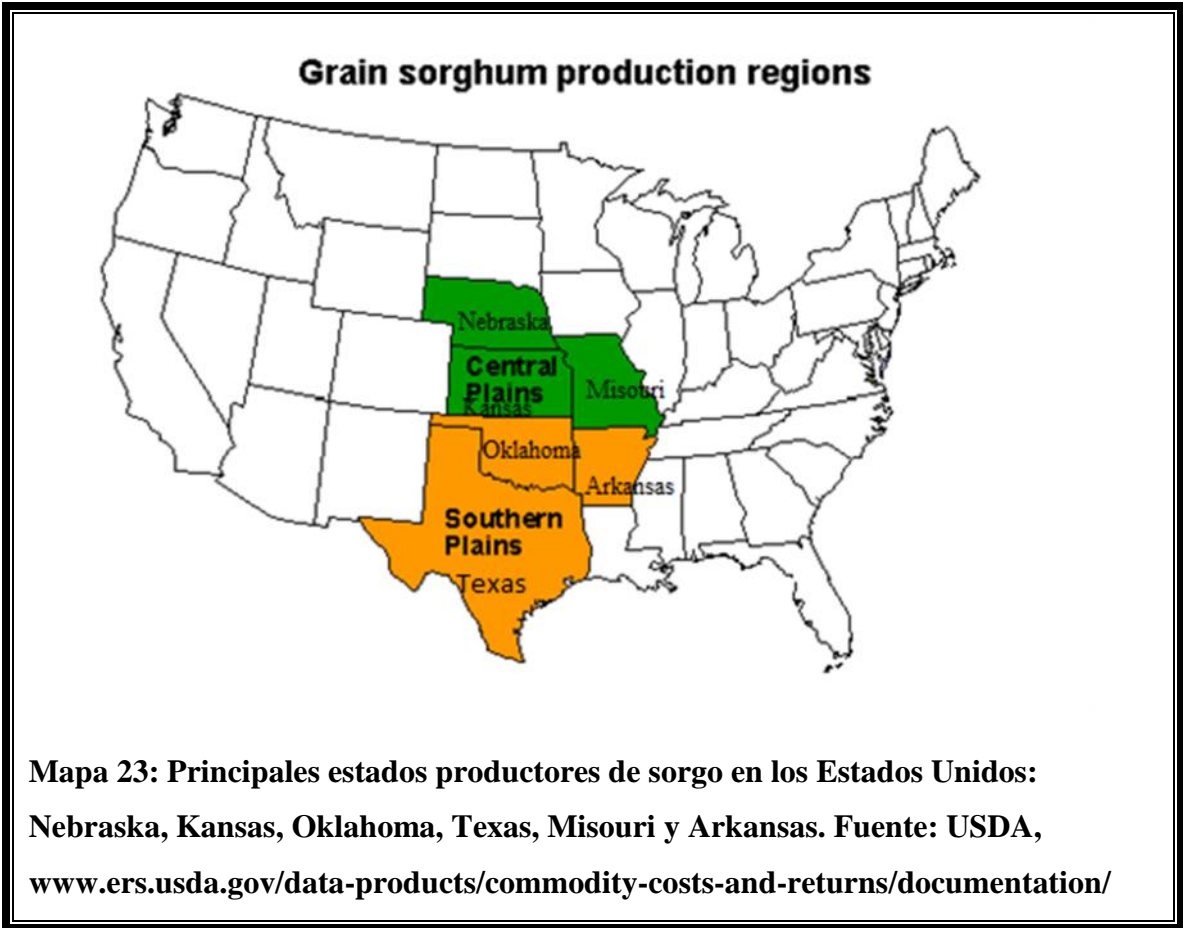 Grain sorghum production regions
Nebraska
Central
Plains
Kansas
Misouri
Oklahoma
Arkansas
Southern
Plains
Texas
Mapa 23: Principales estados productores de sorgo en los Estados Unidos:
Nebraska, Kansas, Oklahoma, Texas, Misouri y Arkansas. Fuente: USDA,
www.ers.usda.gov/data-products/commodity-costs-and-returns/documentation/